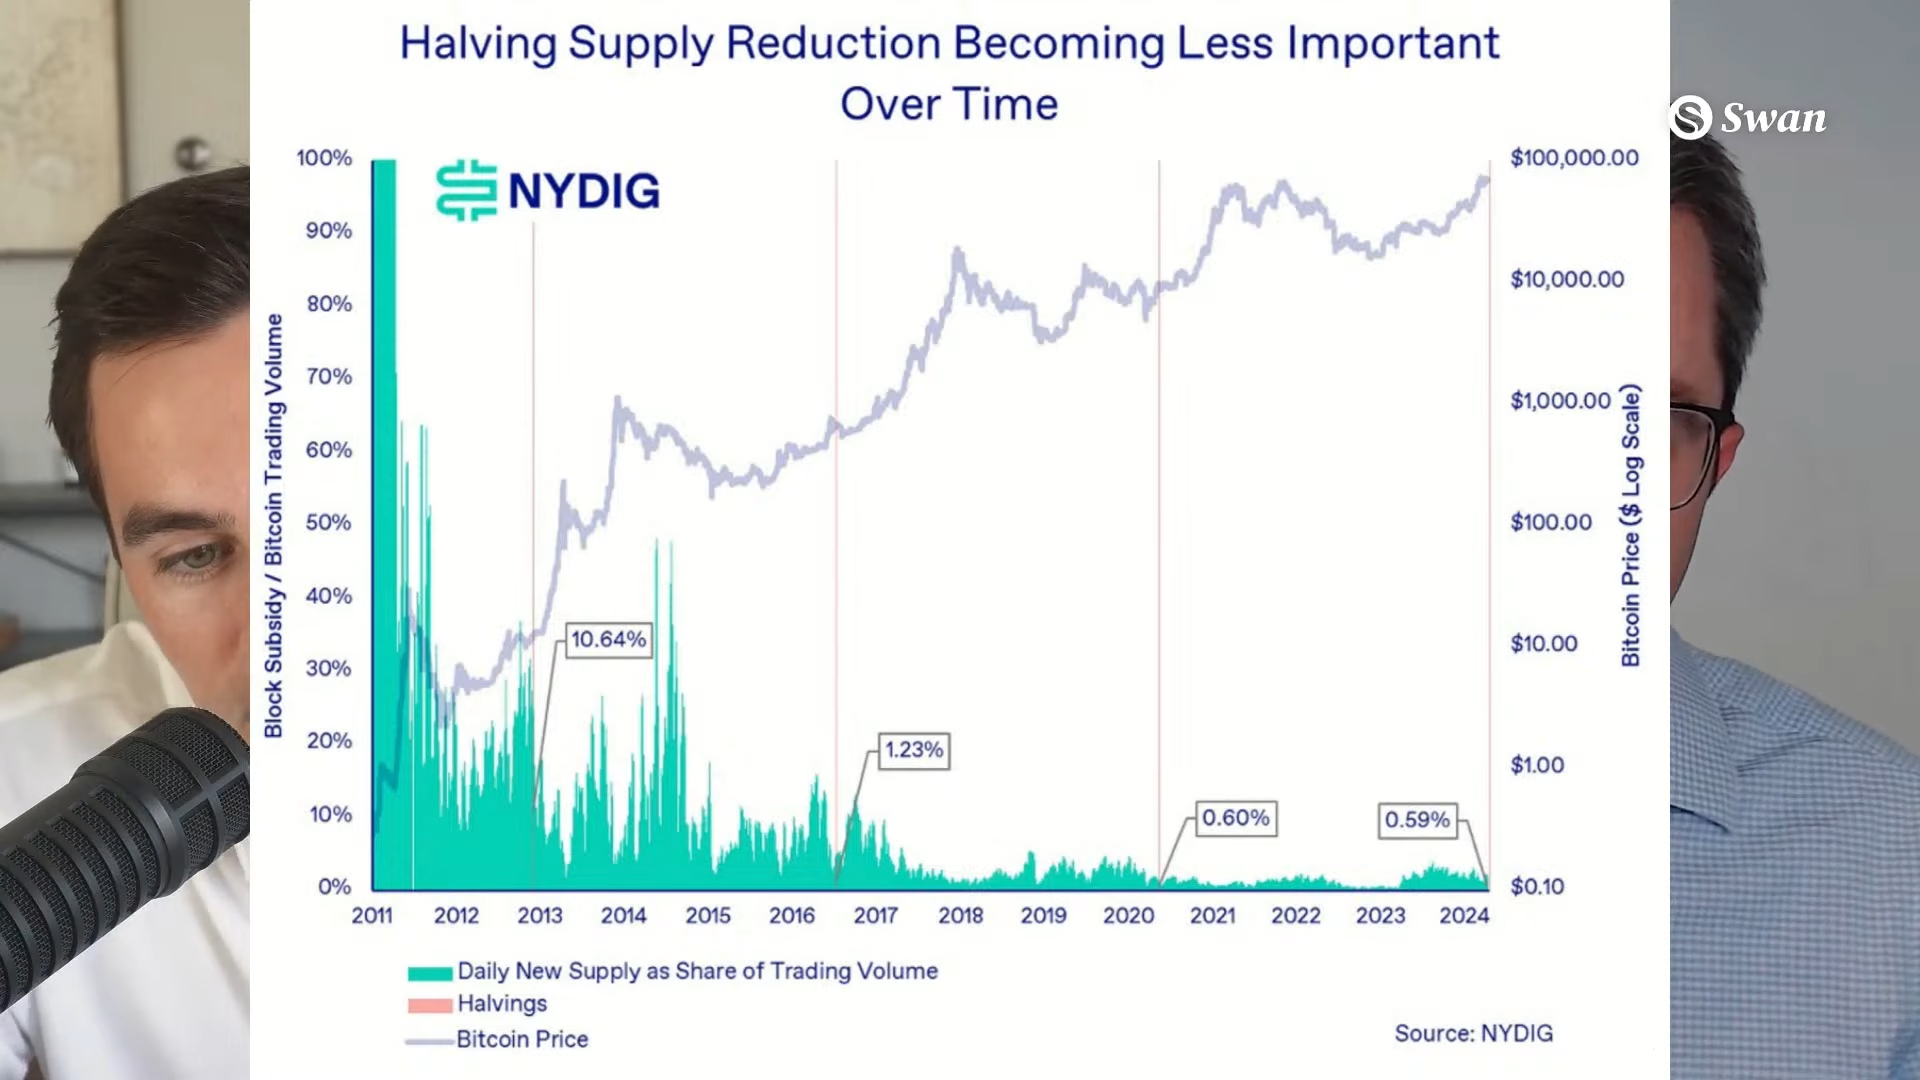 Halving Supply Reduction Becoming Less Important
Over Time
Swan
NYDIG
Block Subsidy / Bitcoin Trading Volume
100%
90%
80%
70%
60%
50%
40%
30%
20%
10%
0%
10.64%
1.23%
0.60%
0.59%
$100,000.00
$10,000.00
$1,000.00
$100.00
$10.00
$1.00
$0.10
Bitcoin Price ($ Log Scale)
2011 2012 2013 2014 2015 2016 2017 2018 2019 2020 2021 2022 2023 2024
Daily New Supply as Share of Trading Volume
Halvings
Bitcoin Price
Source: NYDIG